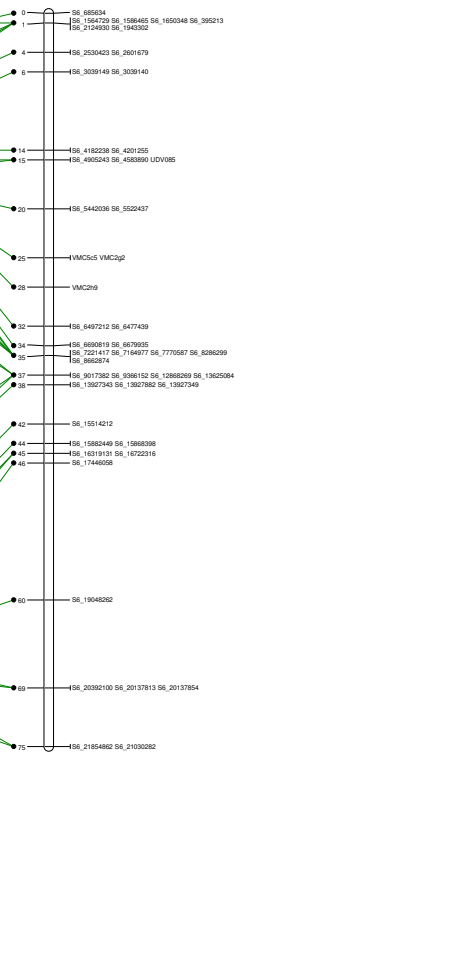 0 S6_685634
1 S6_1564729 S6_1586465 S6_1650348 S6_395213
S6_2124930 S6_1943302
4 S6_2530423 S6_2601679
6 S6_3039149 S6_3039140
14 S6_4182238 S6_4201255
15 S6_4905243 S6_4583890 UDV085
20 S6_5442036 S6_5522437
25 VMC5c5 VMC2g2
28 VMC2h9
32 S6_6497212 S6_6477439
34 S6_6690819 S6_6679935
35 S6_7221417 S6_7164977 S6_7770587 S6_8286299
S6_8662874
37 S6_9017382 S6_9366152 S6_12868269 S6_13625084
38 S6_13927343 S6_13927882 S6_13927349
42 S6_15514212
44 S6_15882449 S6_15868398
45 S6_16319131 S6_16722316
46 S6_17446058
60 S6_19048262
69 S6_20392100 S6_20137813 S6_20137854
75 S6_21854862 S6_21030282